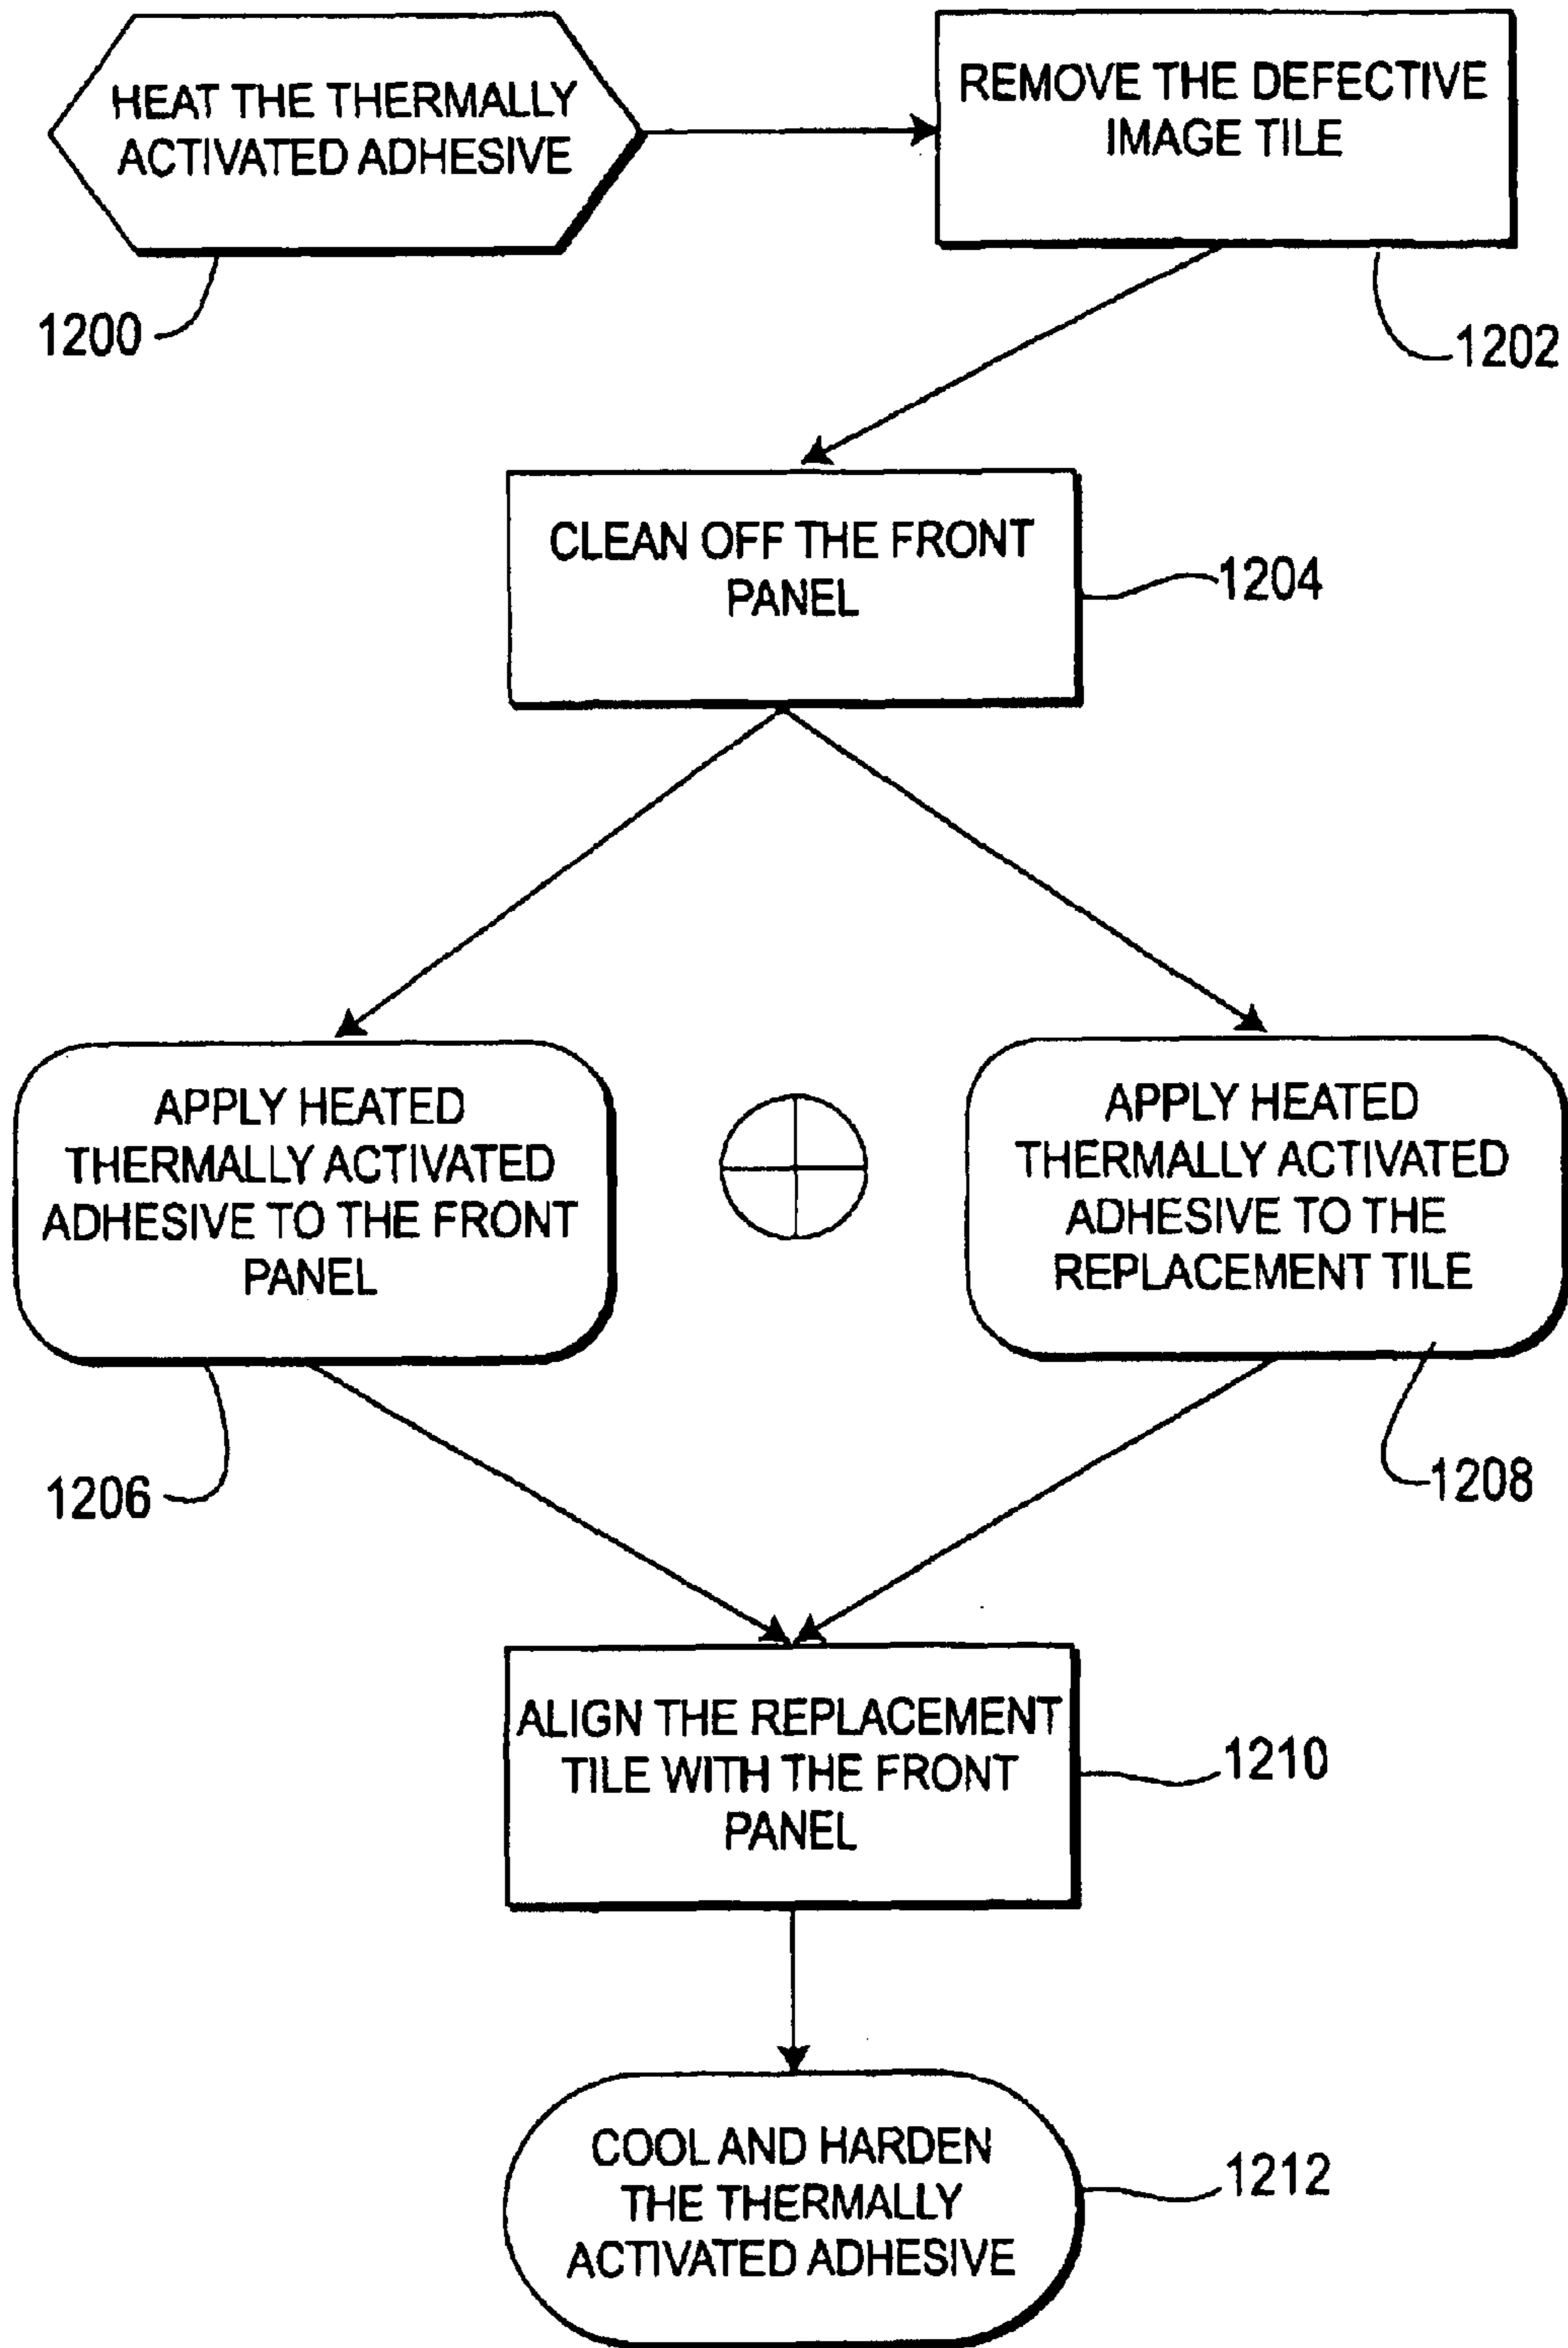 HEAT THE THERMALLY
ACTIVATED ADHESIVE
1200
REMOVE THE DEFECTIVE
IMAGE TILE
1202
CLEAN OFF THE FRONT
PANEL
1204
APPLY HEATED
THERMALLY ACTIVATED
ADHESIVE TO THE FRONT
PANEL
1206
APPLY HEATED
THERMALLY ACTIVATED
ADHESIVE TO THE
REPLACEMENT TILE
1208
ALIGN THE REPLACEMENT
TILE WITH THE FRONT
PANEL
1210
COOL AND HARDEN
THE THERMALLY
ACTIVATED ADHESIVE
1212